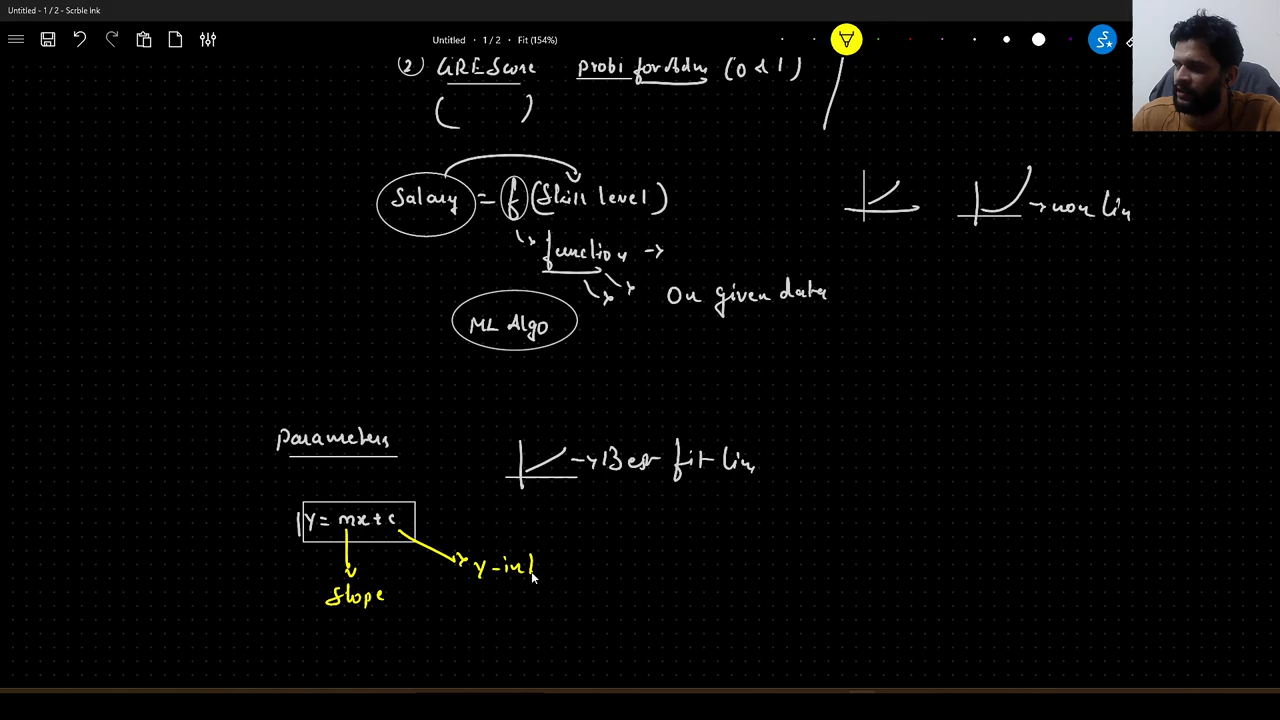 Untitled - 1 / 2 - Scrble Ink
Untitled • 1 / 2 • Fit (154%)
(2) GRE Score probi for Adm (0 & 1)
( )
Salary = f (Skill level)
→ non lin
function →
On given data
ML Algo
Parameters
→ Best fit Lin
Y = mx + c
Y-int
Slope